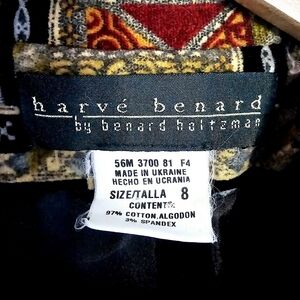 harvé benard
by benard holtzman
56M 3700 81 F4
MADE IN UKRAINE
HECHO EN UCRANIA
SIZE/TALLA 8
CONTENTS:
97% COTTON.ALGODON
3% SPANDEX